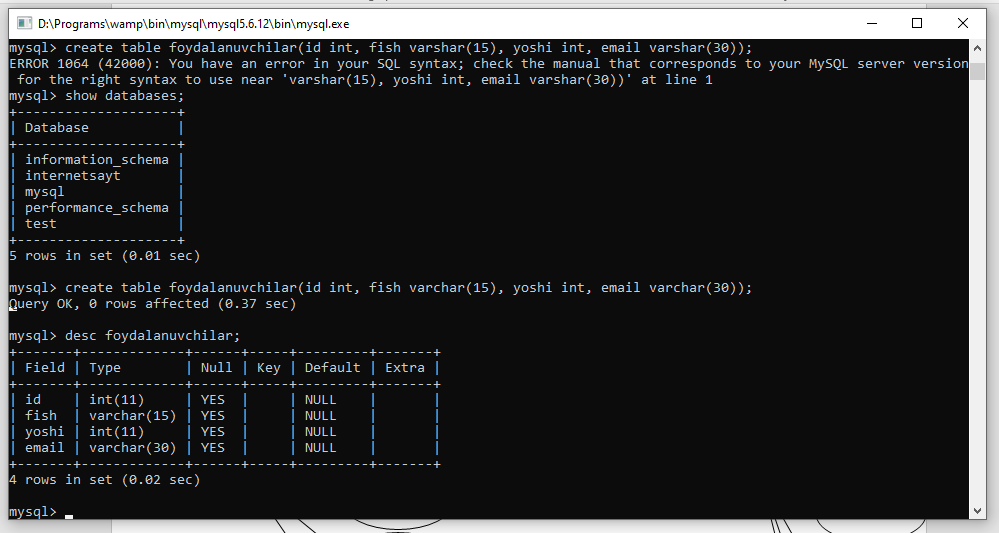 D:\Programs\wamp\bin\mysql\mysql5.6.12\bin\mysql.exe
mysql> create table foydalanuvchilar(id int, fish varshar(15), yoshi int, email varshar(30));
ERROR 1064 (42000): You have an error in your SQL syntax; check the manual that corresponds to your MySQL server version
 for the right syntax to use near 'varshar(15), yoshi int, email varshar(30))' at line 1
mysql> show databases;
+--------------------+
| Database           |
+--------------------+
| information_schema |
| internetsayt       |
| mysql              |
| performance_schema |
| test               |
+--------------------+
5 rows in set (0.01 sec)

mysql> create table foydalanuvchilar(id int, fish varchar(15), yoshi int, email varchar(30));
Query OK, 0 rows affected (0.37 sec)

mysql> desc foydalanuvchilar;
+-------+-------------+------+-----+---------+-------+
| Field | Type        | Null | Key | Default | Extra |
+-------+-------------+------+-----+---------+-------+
| id    | int(11)     | YES  |     | NULL    |       |
| fish  | varchar(15) | YES  |     | NULL    |       |
| yoshi | int(11)     | YES  |     | NULL    |       |
| email | varchar(30) | YES  |     | NULL    |       |
+-------+-------------+------+-----+---------+-------+
4 rows in set (0.02 sec)

mysql>